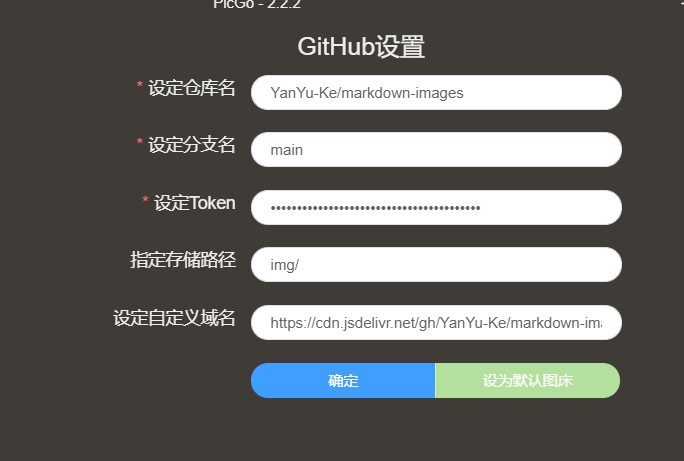 PicGo - 2.2.2
GitHub设置
* 设定仓库名 YanYu-Ke/markdown-images
* 设定分支名 main
* 设定Token ••••••••••••••••••••••••••••••••••••••••
指定存储路径 img/
设定自定义域名 https://cdn.jsdelivr.net/gh/YanYu-Ke/markdown-ima
确定 设为默认图床